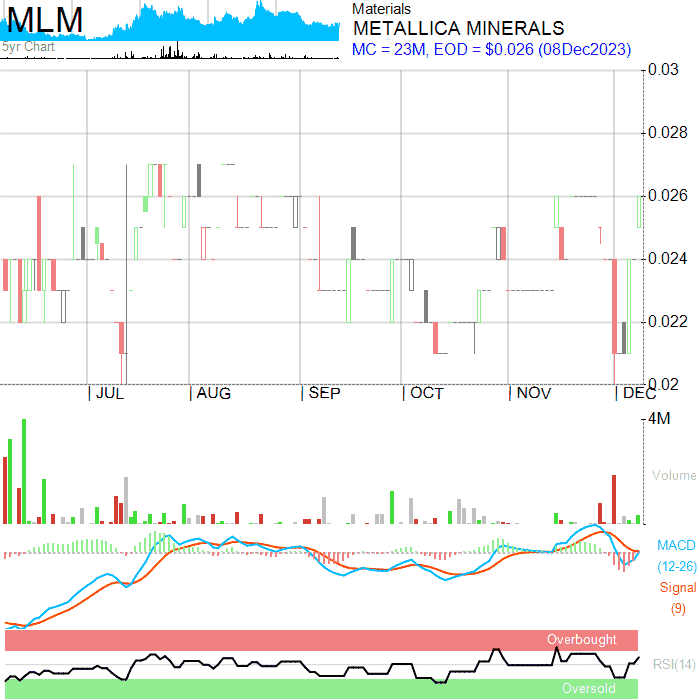 MLM
5yr Chart
Materials
METALLICA MINERALS
MC = 23M, EOD = $0.026 (08Dec2023)
0.03
0.028
0.026
0.024
0.022
0.02
JUL
AUG
SEP
OCT
NOV
DEC
4M
Volume
MACD
(12-26)
Signal
(9)
Overbought
RSI(14)
Oversold